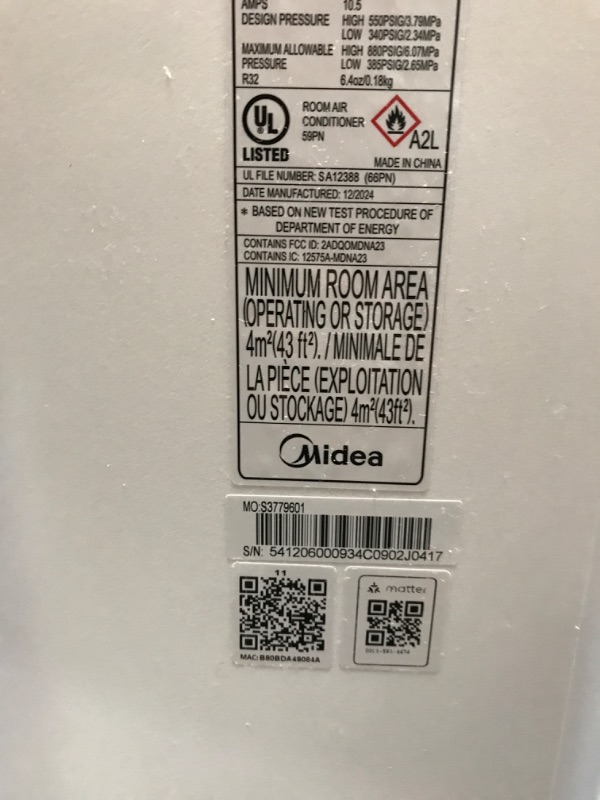 AMPS 10.5
DESIGN PRESSURE HIGH 550PSIG/3.79MPa
LOW 340PSIG/2.34MPa
MAXIMUM ALLOWABLE PRESSURE HIGH 880PSIG/6.07MPa
LOW 385PSIG/2.65MPa
R32 6.4oz/0.18kg
UL
LISTED
ROOM AIR
CONDITIONER
59PN
A2L
MADE IN CHINA
UL FILE NUMBER: SA12388 (66PN)
DATE MANUFACTURED: 12/2024
* BASED ON NEW TEST PROCEDURE OF
DEPARTMENT OF ENERGY
CONTAINS FCC ID: 2ADQOMDNA23
CONTAINS IC: 12575A-MDNA23
MINIMUM ROOM AREA
(OPERATING OR STORAGE)
4m²(43 ft²). / MINIMALE DE
LA PIÈCE (EXPLOITATION
OU STOCKAGE) 4m²(43ft²).
Midea
MO:S3779601
S/N: 541206000934C0902J0417
11
MAC:
matter